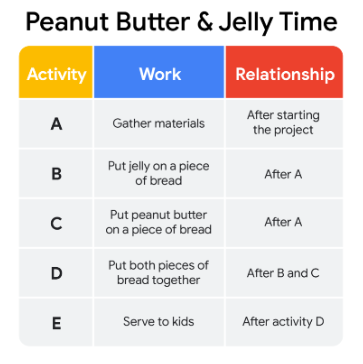 Peanut Butter & Jelly Time
Activity Work Relationship
A Gather materials After starting
the project
B Put jelly on a piece
of bread After A
C Put peanut butter
on a piece of bread After A
D Put both pieces of
bread together After B and C
E Serve to kids After activity D